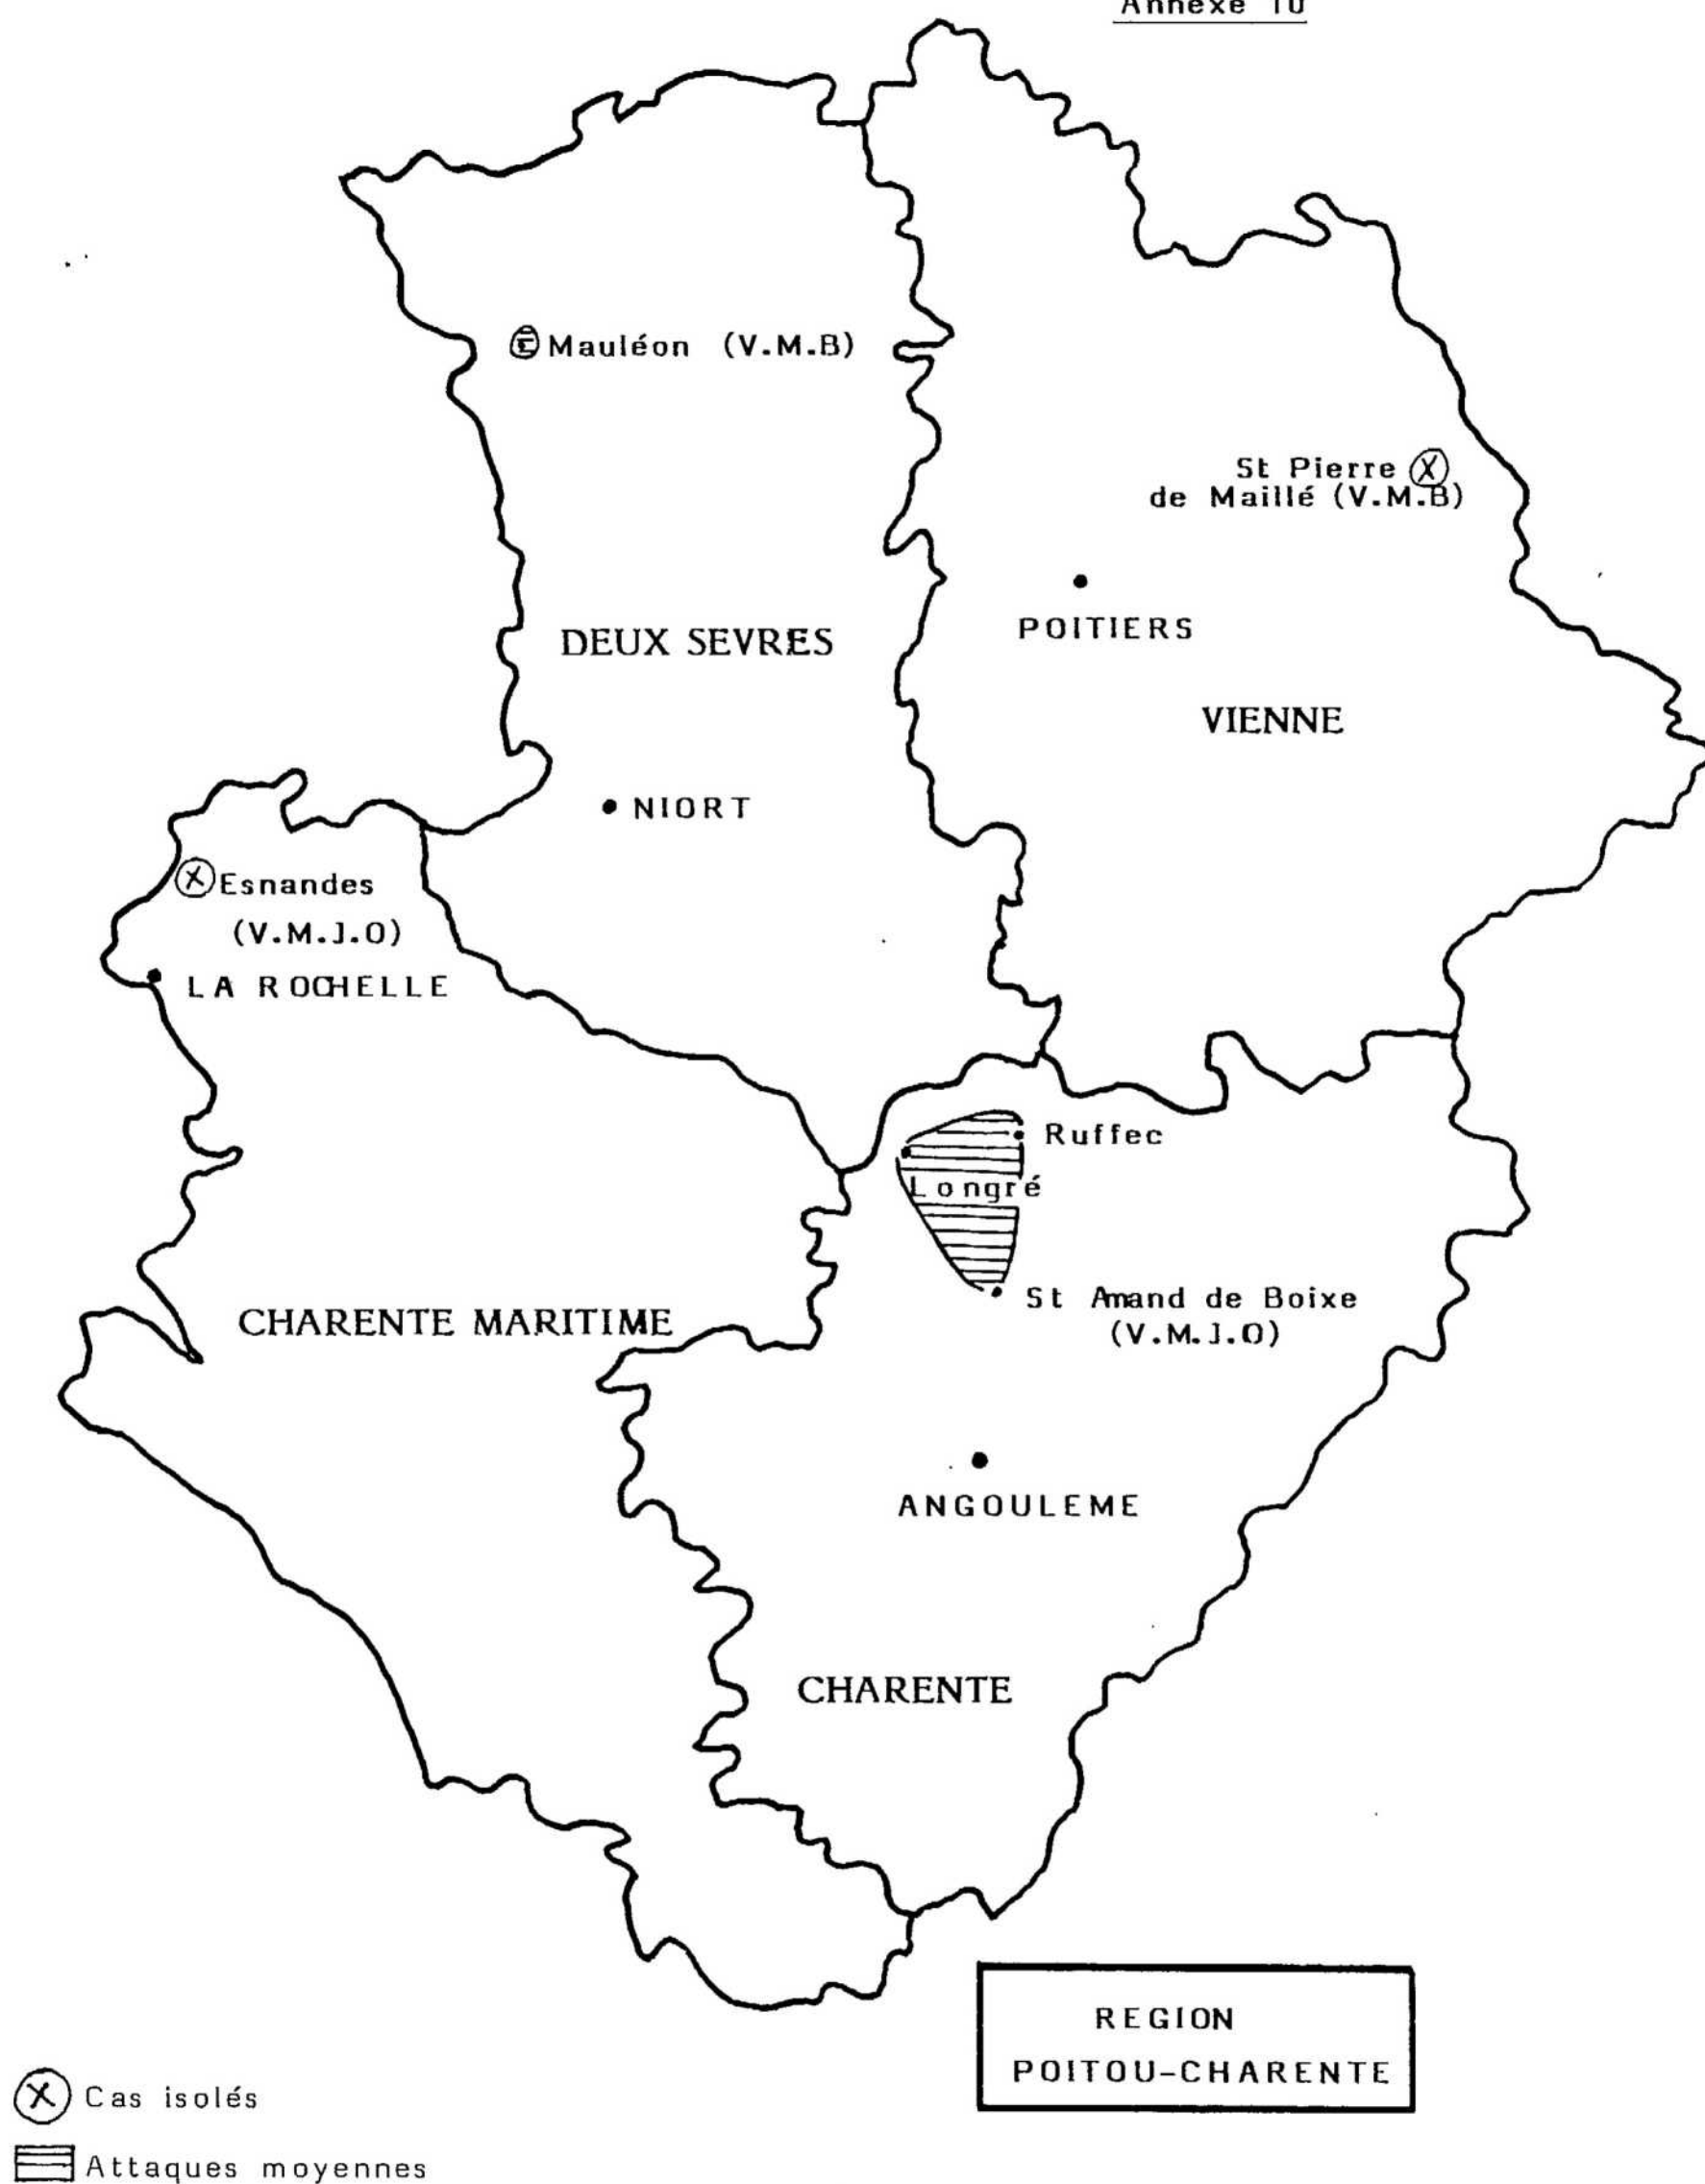 Annexe 10
Mauléon (V.M.B)
St Pierre
de Maillé (V.M.B)
POITIERS
DEUX SEVRES
VIENNE
NIORT
Esnandes
(V.M.J.O)
LA ROCHELLE
Ruffec
Longré
St Amand de Boixe
(V.M.J.O)
CHARENTE MARITIME
ANGOULEME
CHARENTE
REGION
POITOU-CHARENTE
Cas isolés
Attaques moyennes